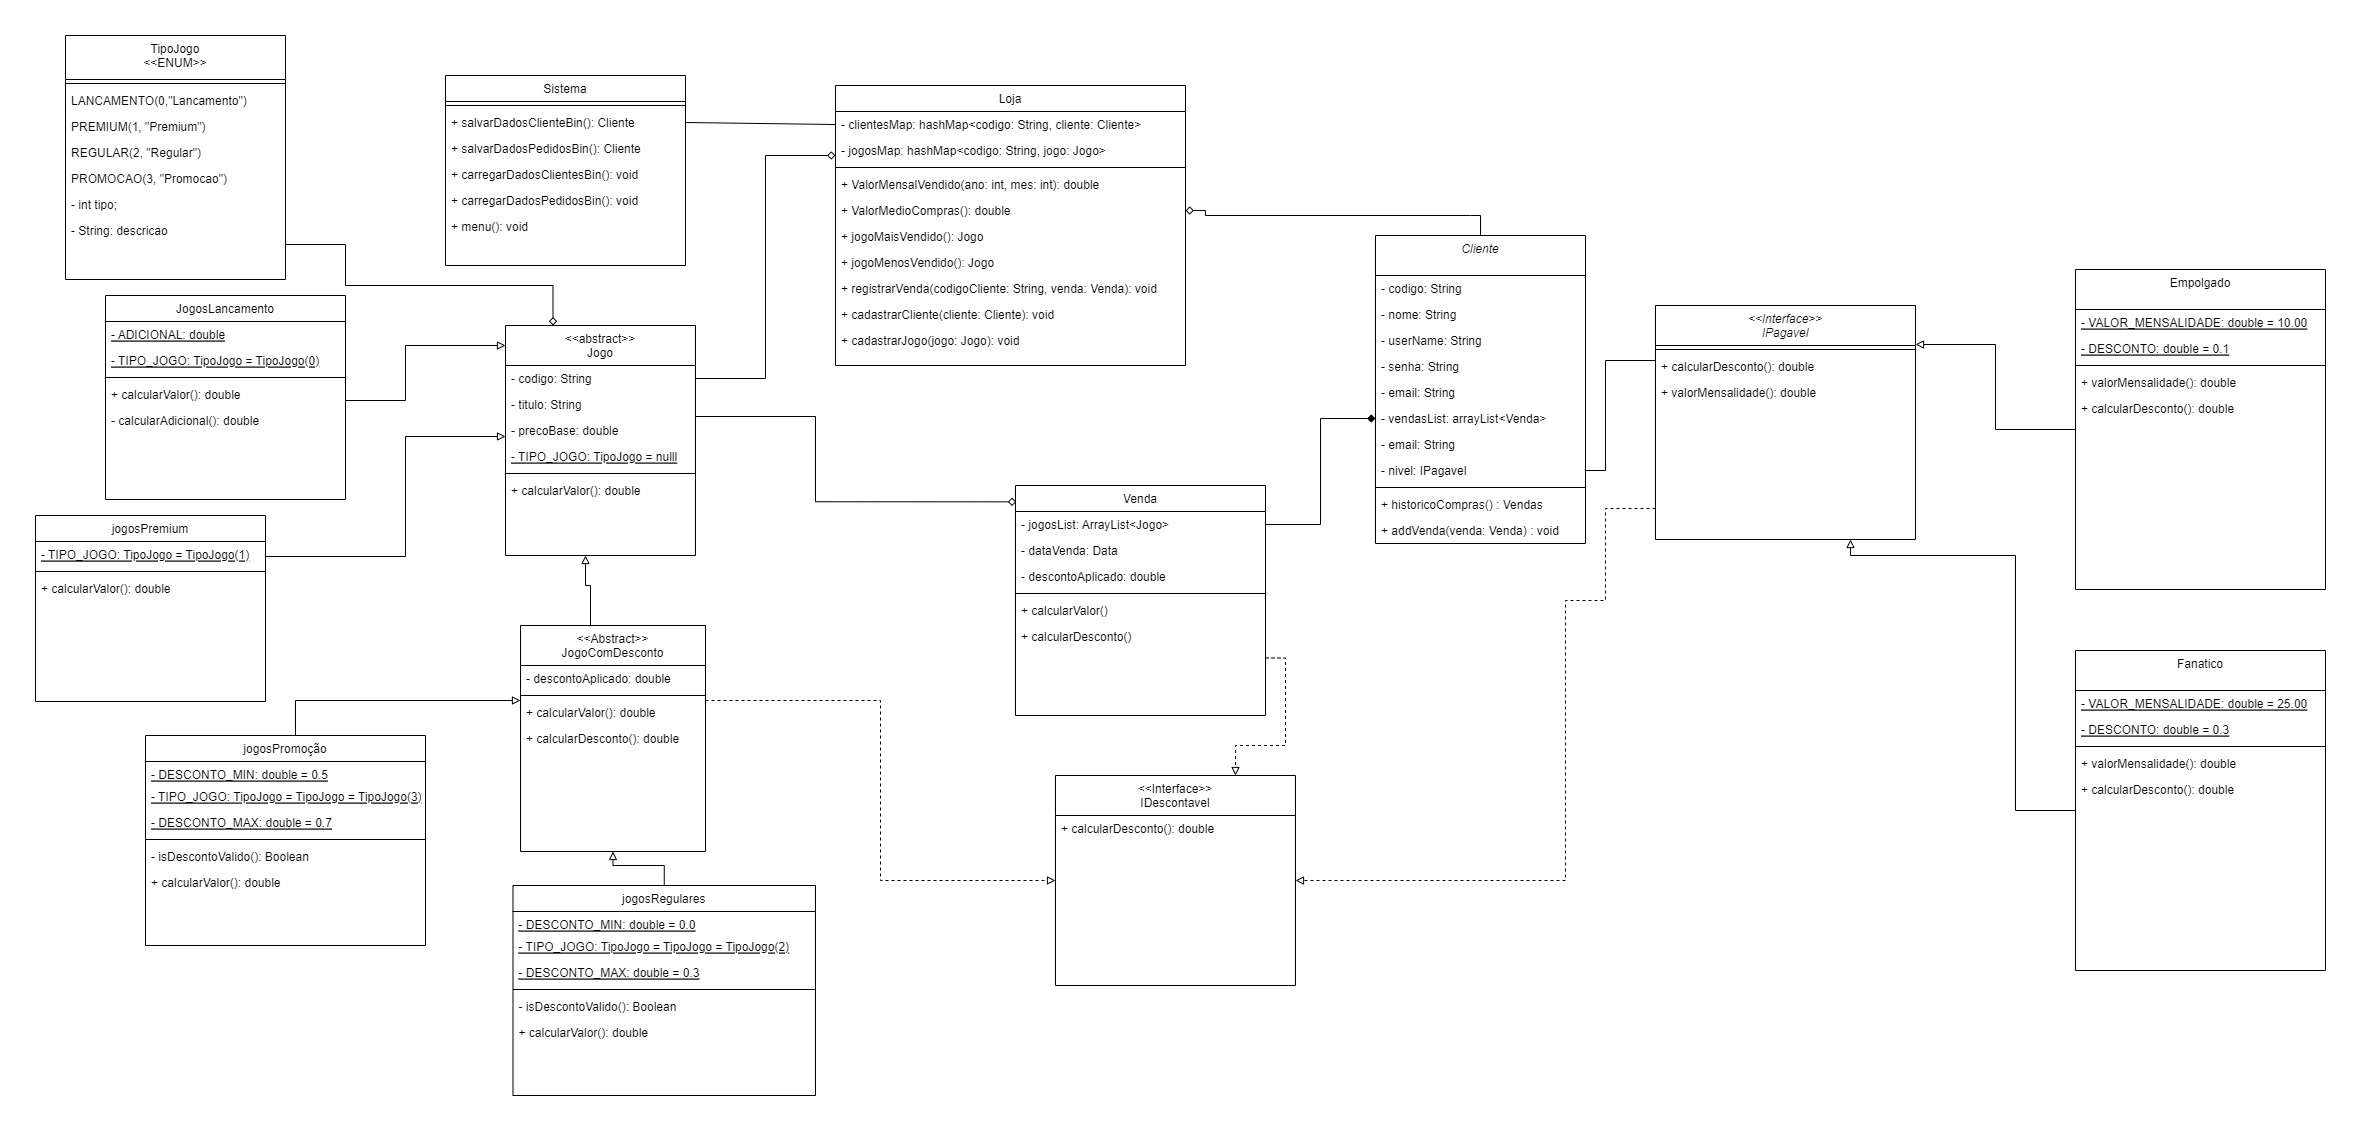 TipoJogo
<<ENUM>>
LANCAMENTO(0,"Lancamento")
PREMIUM(1, "Premium")
REGULAR(2, "Regular")
PROMOCAO(3, "Promocao")
- int tipo;
- String: descricao
Sistema
+ salvarDadosClienteBin(): Cliente
+ salvarDadosPedidosBin(): Cliente
+ carregarDadosClientesBin(): void
+ carregarDadosPedidosBin(): void
+ menu(): void
Loja
- clientesMap: hashMap<codigo: String, cliente: Cliente>
- jogosMap: hashMap<codigo: String, jogo: Jogo>
+ ValorMensalVendido(ano: int, mes: int): double
+ ValorMedioCompras(): double
+ jogoMaisVendido(): Jogo
+ jogoMenosVendido(): Jogo
+ registrarVenda(codigoCliente: String, venda: Venda): void
+ cadastrarCliente(cliente: Cliente): void
+ cadastrarJogo(jogo: Jogo): void
Cliente
- codigo: String
- nome: String
- userName: String
- senha: String
- email: String
- vendasList: arrayList<Venda>
- email: String
- nivel: IPagavel
+ historicoCompras() : Vendas
+ addVenda(venda: Venda) : void
<<Interface>>
IPagavel
+ calcularDesconto(): double
+ valorMensalidade(): double
Empolgado
- VALOR_MENSALIDADE: double = 10.00
- DESCONTO: double = 0.1
+ valorMensalidade(): double
+ calcularDesconto(): double
JogosLancamento
- ADICIONAL: double
- TIPO_JOGO: TipoJogo = TipoJogo(0)
+ calcularValor(): double
- calcularAdicional(): double
<<abstract>>
Jogo
- codigo: String
- titulo: String
- precoBase: double
- TIPO_JOGO: TipoJogo = nulll
+ calcularValor(): double
jogosPremium
- TIPO_JOGO: TipoJogo = TipoJogo(1)
+ calcularValor(): double
Venda
- jogosList: ArrayList<Jogo>
- dataVenda: Data
- descontoAplicado: double
+ calcularValor()
+ calcularDesconto()
<<Abstract>>
JogoComDesconto
- descontoAplicado: double
+ calcularValor(): double
+ calcularDesconto(): double
Fanatico
- VALOR_MENSALIDADE: double = 25.00
- DESCONTO: double = 0.3
+ valorMensalidade(): double
+ calcularDesconto(): double
jogosPromoção
- DESCONTO_MIN: double = 0.5
- TIPO_JOGO: TipoJogo = TipoJogo = TipoJogo(3)
- DESCONTO_MAX: double = 0.7
- isDescontoValido(): Boolean
+ calcularValor(): double
<<Interface>>
IDescontavel
+ calcularDesconto(): double
jogosRegulares
- DESCONTO_MIN: double = 0.0
- TIPO_JOGO: TipoJogo = TipoJogo = TipoJogo(2)
- DESCONTO_MAX: double = 0.3
- isDescontoValido(): Boolean
+ calcularValor(): double